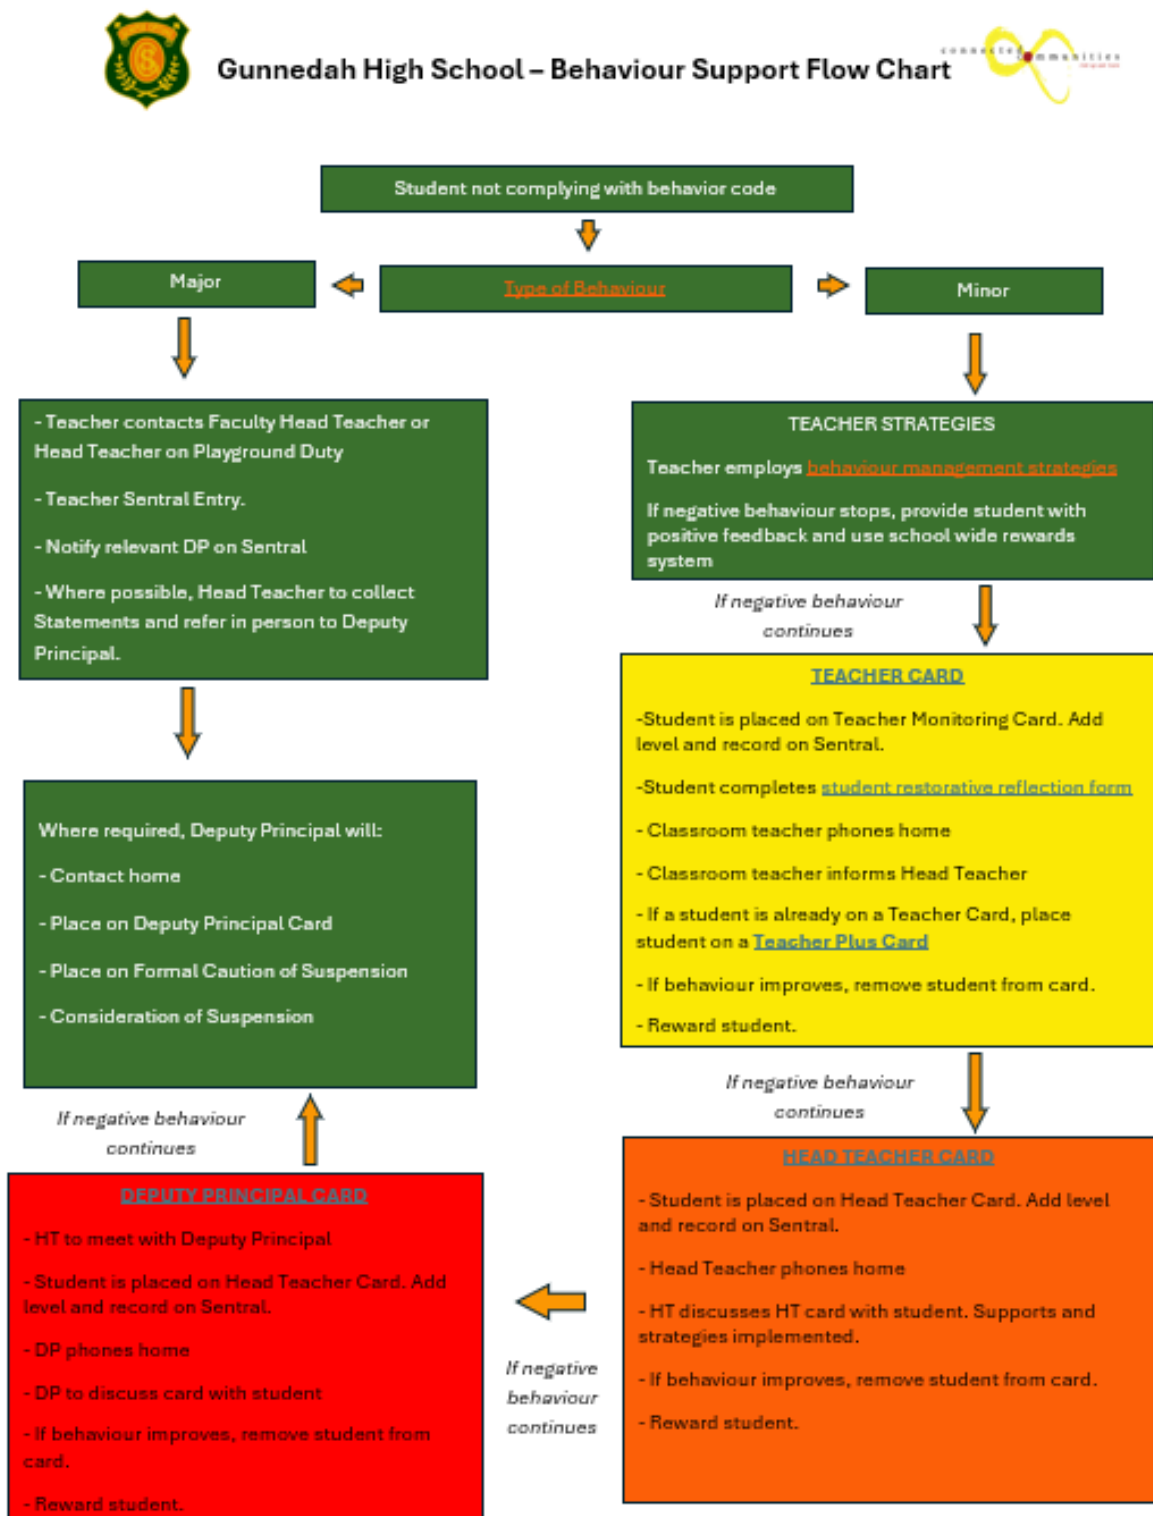 Gunnedah High School – Behaviour Support Flow Chart
connected communities
Student not complying with behavior code
Type of Behaviour
Major
Minor
- Teacher contacts Faculty Head Teacher or
Head Teacher on Playground Duty
- Teacher Sentral Entry.
- Notify relevant DP on Sentral
- Where possible, Head Teacher to collect
Statements and refer in person to Deputy
Principal.
Where required, Deputy Principal will:
- Contact home
- Place on Deputy Principal Card
- Place on Formal Caution of Suspension
- Consideration of Suspension
TEACHER STRATEGIES
Teacher employs behaviour management strategies
If negative behaviour stops, provide student with
positive feedback and use school wide rewards
system
If negative behaviour
continues
TEACHER CARD
-Student is placed on Teacher Monitoring Card. Add
level and record on Sentral.
-Student completes student restorative reflection form
- Classroom teacher phones home
- Classroom teacher informs Head Teacher
- If a student is already on a Teacher Card, place
student on a Teacher Plus Card
- If behaviour improves, remove student from card.
- Reward student.
If negative behaviour
continues
HEAD TEACHER CARD
- Student is placed on Head Teacher Card. Add level
and record on Sentral.
- Head Teacher phones home
- HT discusses HT card with student. Supports and
strategies implemented.
- If behaviour improves, remove student from card.
- Reward student.
If negative
behaviour
continues
DEPUTY PRINCIPAL CARD
- HT to meet with Deputy Principal
- Student is placed on Head Teacher Card. Add
level and record on Sentral.
- DP phones home
- DP to discuss card with student
- If behaviour improves, remove student from
card.
- Reward student.
If negative behaviour
continues